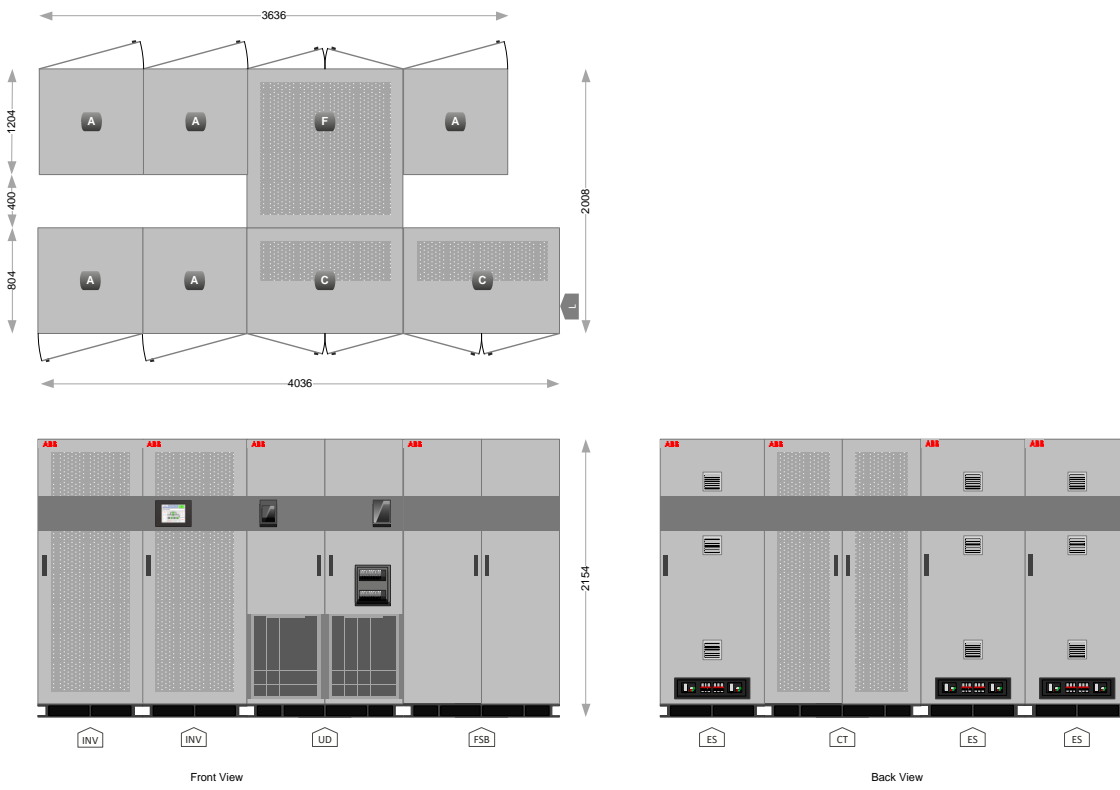 3636
A
A
F
A
1204
400
2008
804
A
A
C
C
L
4036
ABB
ABB
ABB
ABB
ABB
ABB
ABB
ABB
2154
INV
INV
UD
FSB
ES
CT
ES
ES
Front View
Back View